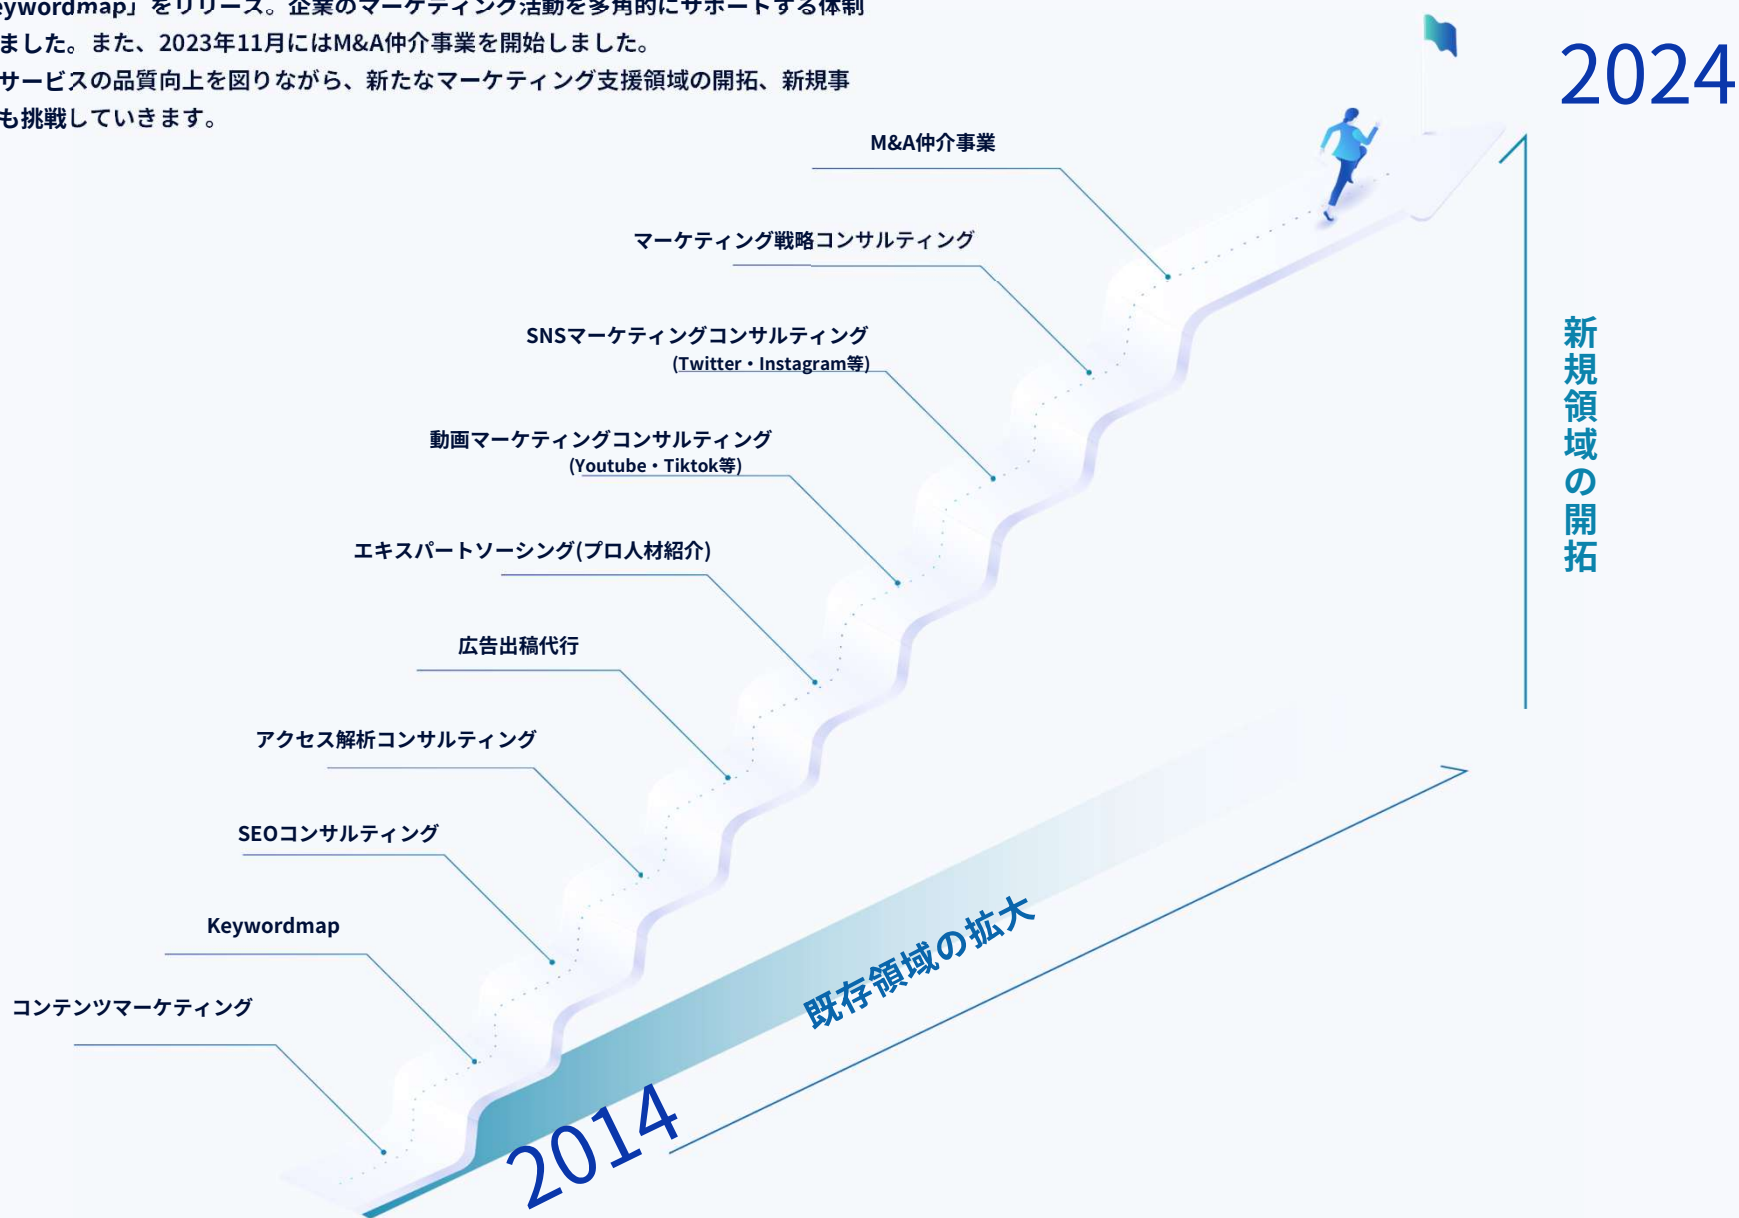 eywordmap」をリリース。企業のマーケティング活動を多角的にサポートする体制
ました。また、2023年11月にはM&A仲介事業を開始しました。
サービスの品質向上を図りながら、新たなマーケティング支援領域の開拓、新規事
も挑戦していきます。
2024
M&A仲介事業
マーケティング戦略コンサルティング
SNSマーケティングコンサルティング
(Twitter・Instagram等)
動画マーケティングコンサルティング
(Youtube・Tiktok等)
エキスパートソーシング(プロ人材紹介)
広告出稿代行
アクセス解析コンサルティング
SEOコンサルティング
Keywordmap
コンテンツマーケティング
新規領域の開拓
既存領域の拡大
2014